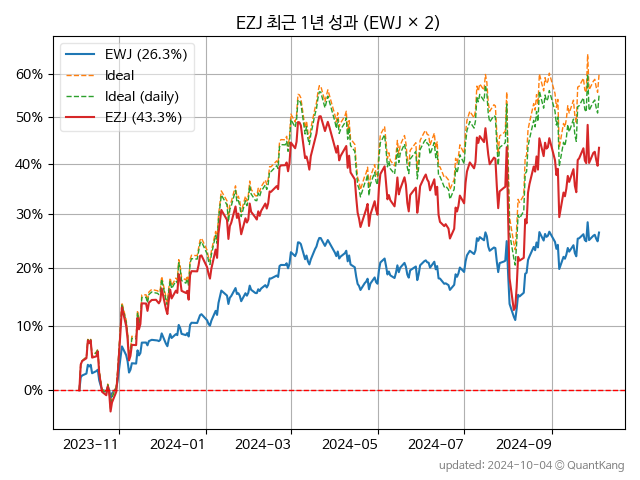 EZJ 최근 1년 성과 (EWJ × 2)
EWJ (26.3%)
Ideal
Ideal (daily)
EZJ (43.3%)
60%
50%
40%
30%
20%
10%
0%
2023-11 2024-01 2024-03 2024-05 2024-07 2024-09
updated: 2024-10-04 © QuantKang